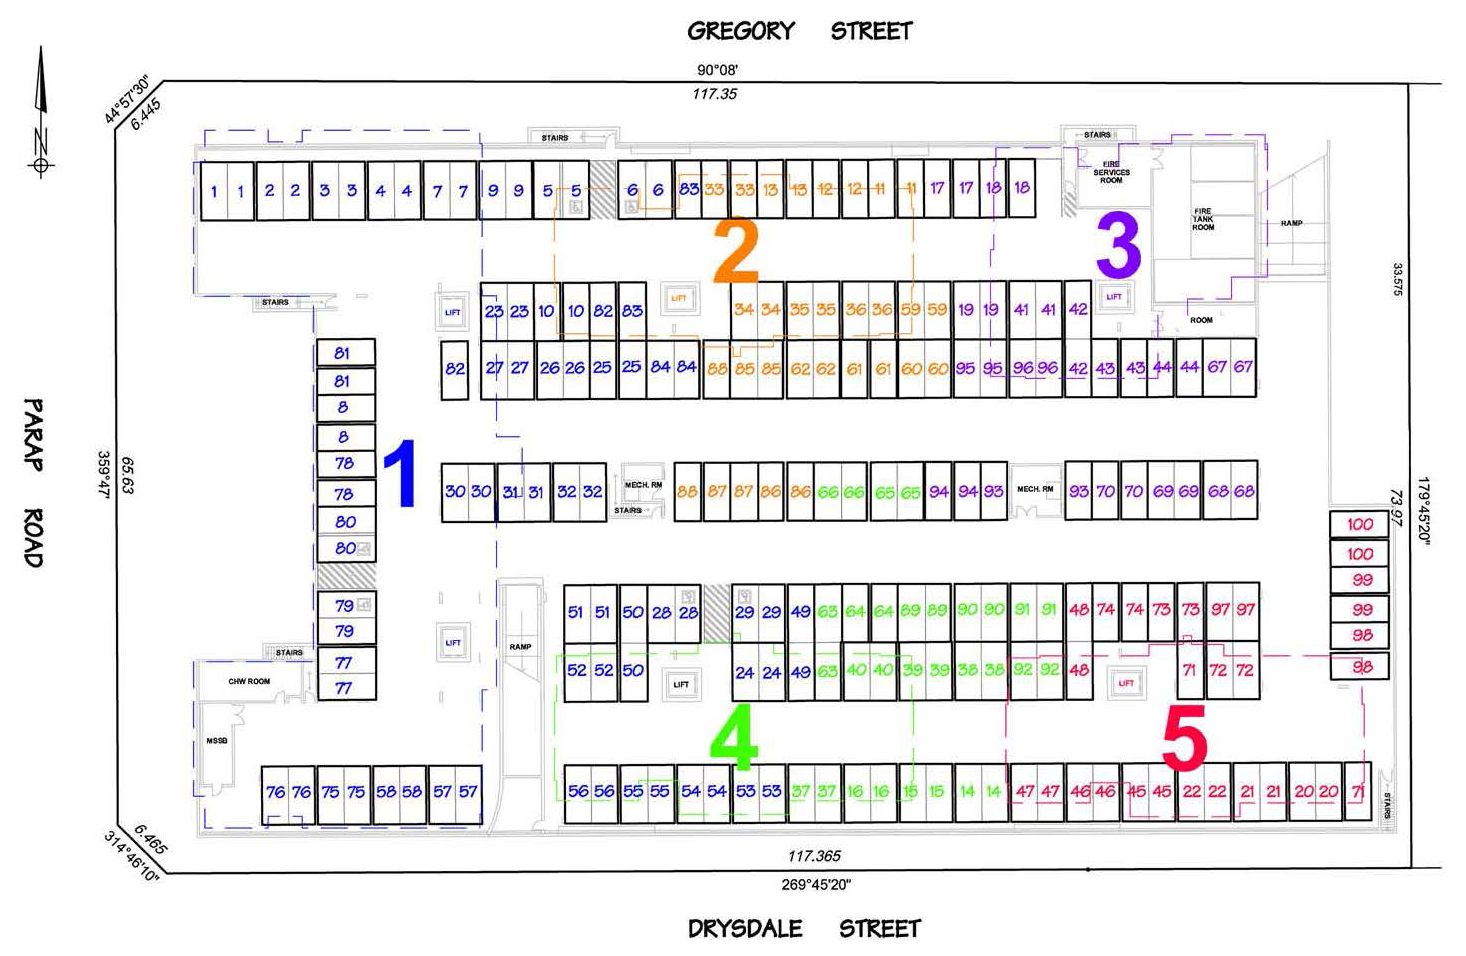 GREGORY STREET
90°08'
117.35
44°57'30"
6.445
N
STAIRS
STAIRS
1 1 2 2 3 3 4 4 7 7 9 9 5 5 6 6 83 33 33 13 13 12 12 11 11 17 17 18 18
FIRE SERVICES ROOM
FIRE TANK ROOM
RAMP
2
3
33.575
STAIRS
LIFT
23 23 10 10 82 83
LIFT
34 34 35 35 36 36 59 59 19 19 41 41 42
LIFT
ROOM
81
81
8
8
78
78
80
80
79
79
77
77
82 27 27 26 26 25 25 84 84 88 85 85 62 62 61 61 60 60 95 95 96 96 42 43 43 44 44 67 67
PARAP ROAD
359°47'
65.63
1
30 30 31 31 32 32
MECH. RM
STAIRS
88 87 87 86 86 66 66 65 65 94 94 93
MECH. RM
93 70 70 69 69 68 68
73.97
179°45'20"
100
100
99
99
98
98
51 51 50 28 28 29 29 49 63 64 64 89 89 90 90 91 91 48 74 74 73 73 97 97
LIFT
RAMP
STAIRS
CHW ROOM
MSSB
52 52 50
LIFT
24 24 49 63 40 40 39 39 38 38 92 92 48
LIFT
71 72 72
4
5
76 76 75 75 58 58 57 57
56 56 55 55 54 54 53 53 37 37 16 16 15 15 14 14 47 47 46 46 45 45 22 22 21 21 20 20 71
STAIRS
6.465
314°46'10"
117.365
269°45'20"
DRYSDALE STREET